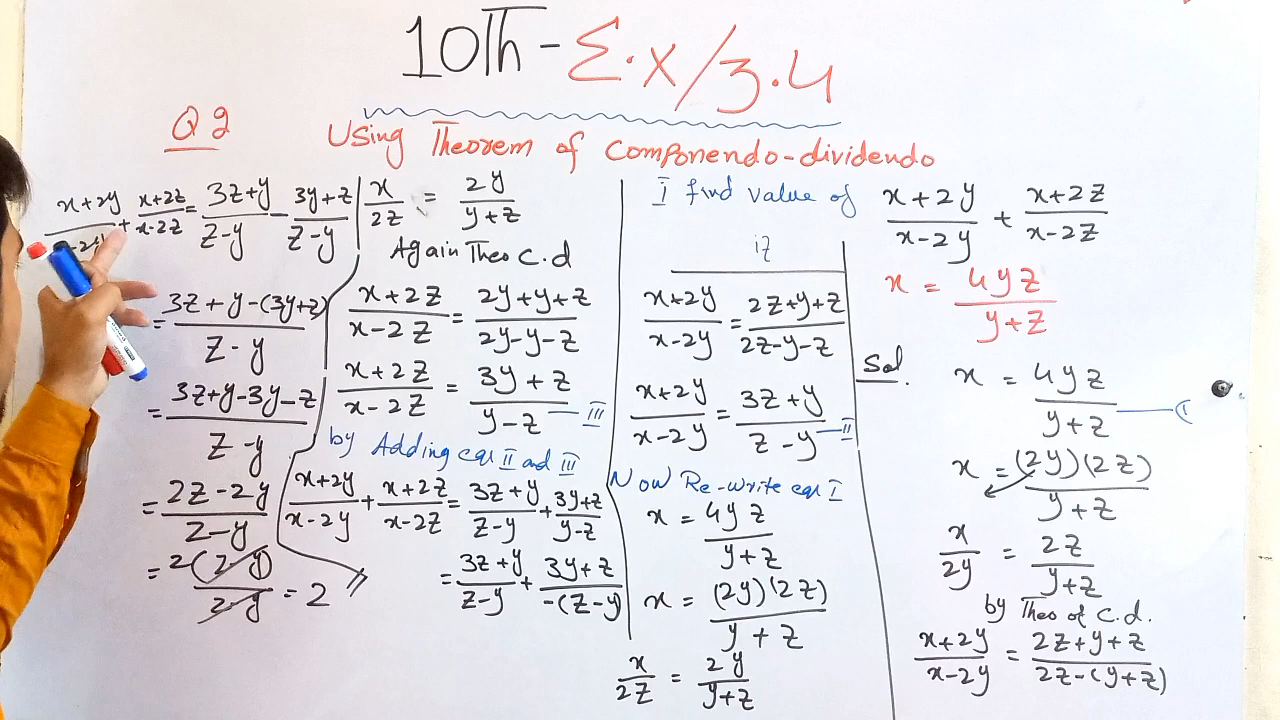 10Th - E.x/3.4
Q2 Using Theorem of Componendo-dividendo
I find value of (x+2y)/(x-2y) + (x+2z)/(x-2z)
if
x = 4yz/(y+z)
Sol.
x = 4yz/(y+z) — (I
x = (2y)(2z)/(y+z)
x/2y = 2z/(y+z)
by Theo of C.d.
(x+2y)/(x-2y) = (2z+y+z)/(2z-(y+z))
(x+2y)/(x-2y) = (2z+y+z)/(2z-y-z)
(x+2y)/(x-2y) = (3z+y)/(z-y) — II
Now Re-write equ I
x = 4yz/(y+z)
x = (2y)(2z)/(y+z)
x/2z = 2y/(y+z)
x/2z = 2y/(y+z)
Again Theo C.d
(x+2z)/(x-2z) = (2y+y+z)/(2y-y-z)
(x+2z)/(x-2z) = (3y+z)/(y-z) — III
by Adding equ II and III
(x+2y)/(x-2y) + (x+2z)/(x-2z) = (3z+y)/(z-y) + (3y+z)/(y-z)
= (3z+y)/(z-y) + (3y+z)/(-(z-y))
(x+2y)/(-2y) + (x+2z)/(x-2z) = (3z+y)/(z-y) - (3y+z)/(z-y)
= (3z+y-(3y+z))/(z-y)
= (3z+y-3y-z)/(z-y)
= (2z-2y)/(z-y)
= 2(z-y)/(z-y) = 2